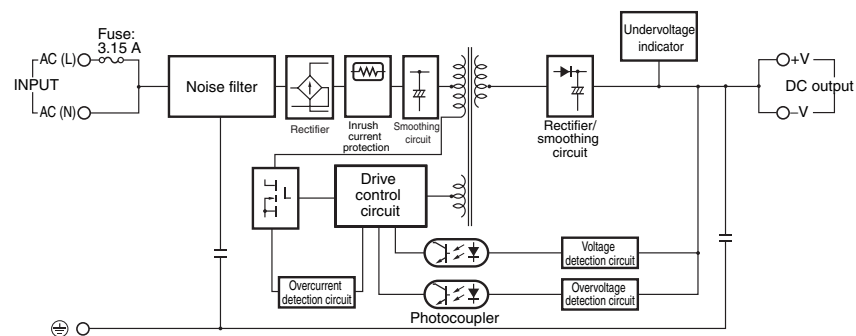 Fuse:
3.15 A
AC (L)
INPUT
AC (N)
Noise filter
Rectifier
Inrush
current
protection
Smoothing
circuit
Rectifier/
smoothing
circuit
Undervoltage
indicator
+V
DC output
–V
Drive
control
circuit
Overcurrent
detection circuit
Voltage
detection circuit
Overvoltage
detection circuit
Photocoupler